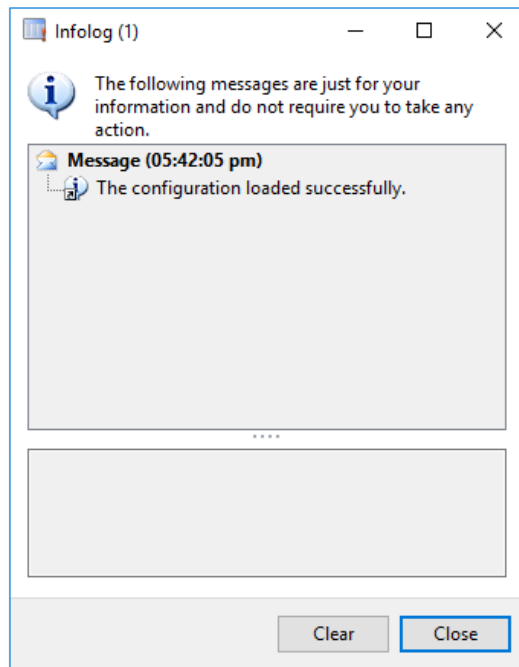 Infolog (1)
The following messages are just for your
information and do not require you to take any
action.
Message (05:42:05 pm)
The configuration loaded successfully.
Clear
Close